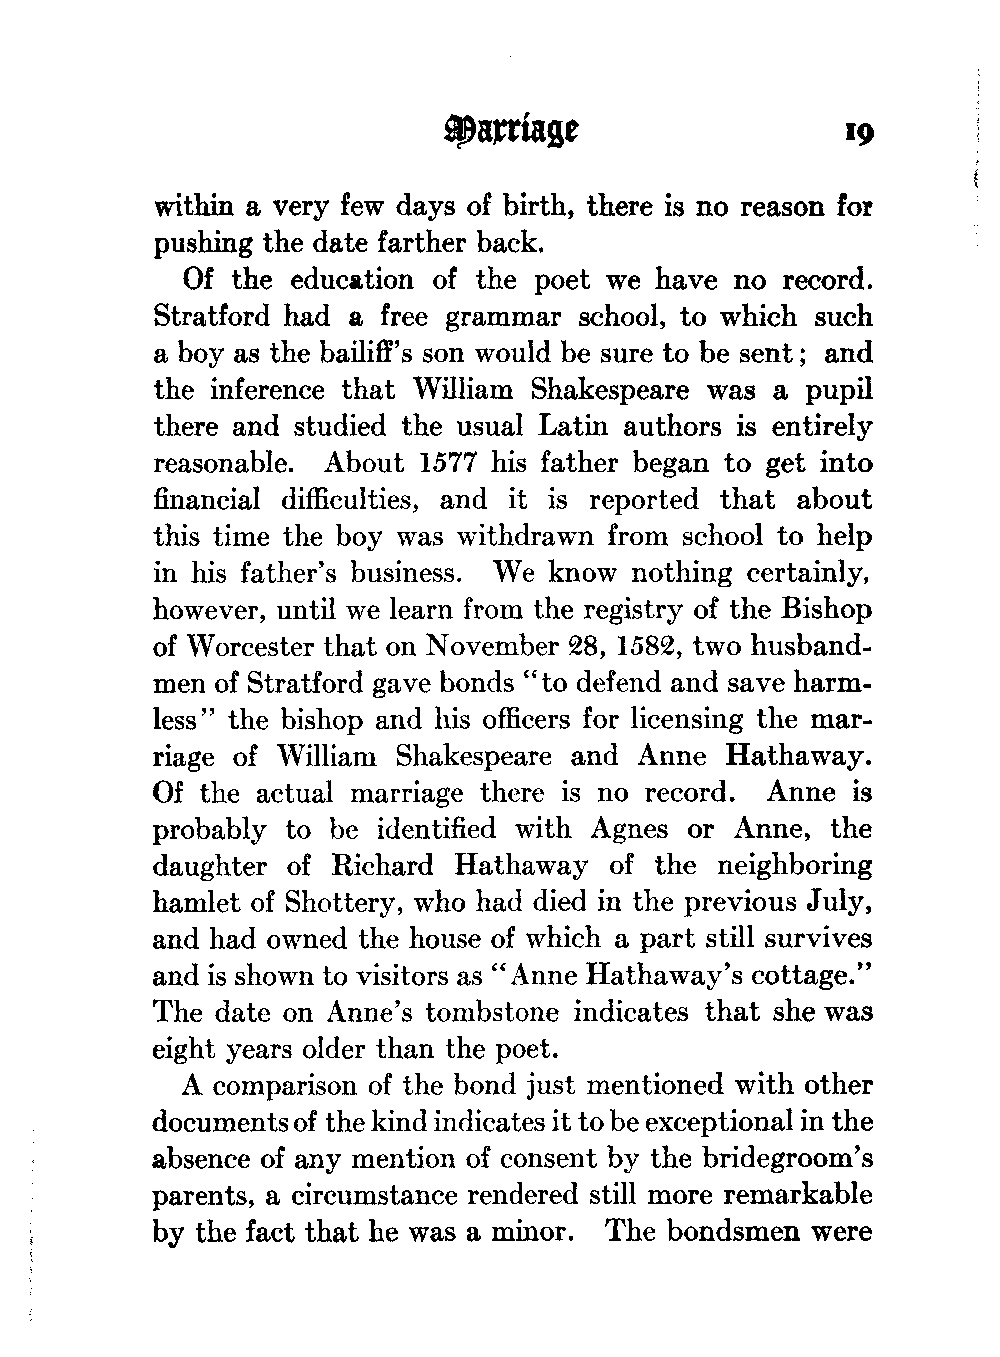 Marriage 19
within a very few days of birth, there is no reason for
pushing the date farther back.
Of the education of the poet we have no record.
Stratford had a free grammar school, to which such
a boy as the bailiff's son would be sure to be sent; and
the inference that William Shakespeare was a pupil
there and studied the usual Latin authors is entirely
reasonable. About 1577 his father began to get into
financial difficulties, and it is reported that about
this time the boy was withdrawn from school to help
in his father's business. We know nothing certainly,
however, until we learn from the registry of the Bishop
of Worcester that on November 28, 1582, two husband-
men of Stratford gave bonds "to defend and save harm-
less" the bishop and his officers for licensing the mar-
riage of William Shakespeare and Anne Hathaway.
Of the actual marriage there is no record. Anne is
probably to be identified with Agnes or Anne, the
daughter of Richard Hathaway of the neighboring
hamlet of Shottery, who had died in the previous July,
and had owned the house of which a part still survives
and is shown to visitors as "Anne Hathaway's cottage."
The date on Anne's tombstone indicates that she was
eight years older than the poet.
A comparison of the bond just mentioned with other
documents of the kind indicates it to be exceptional in the
absence of any mention of consent by the bridegroom's
parents, a circumstance rendered still more remarkable
by the fact that he was a minor. The bondsmen were